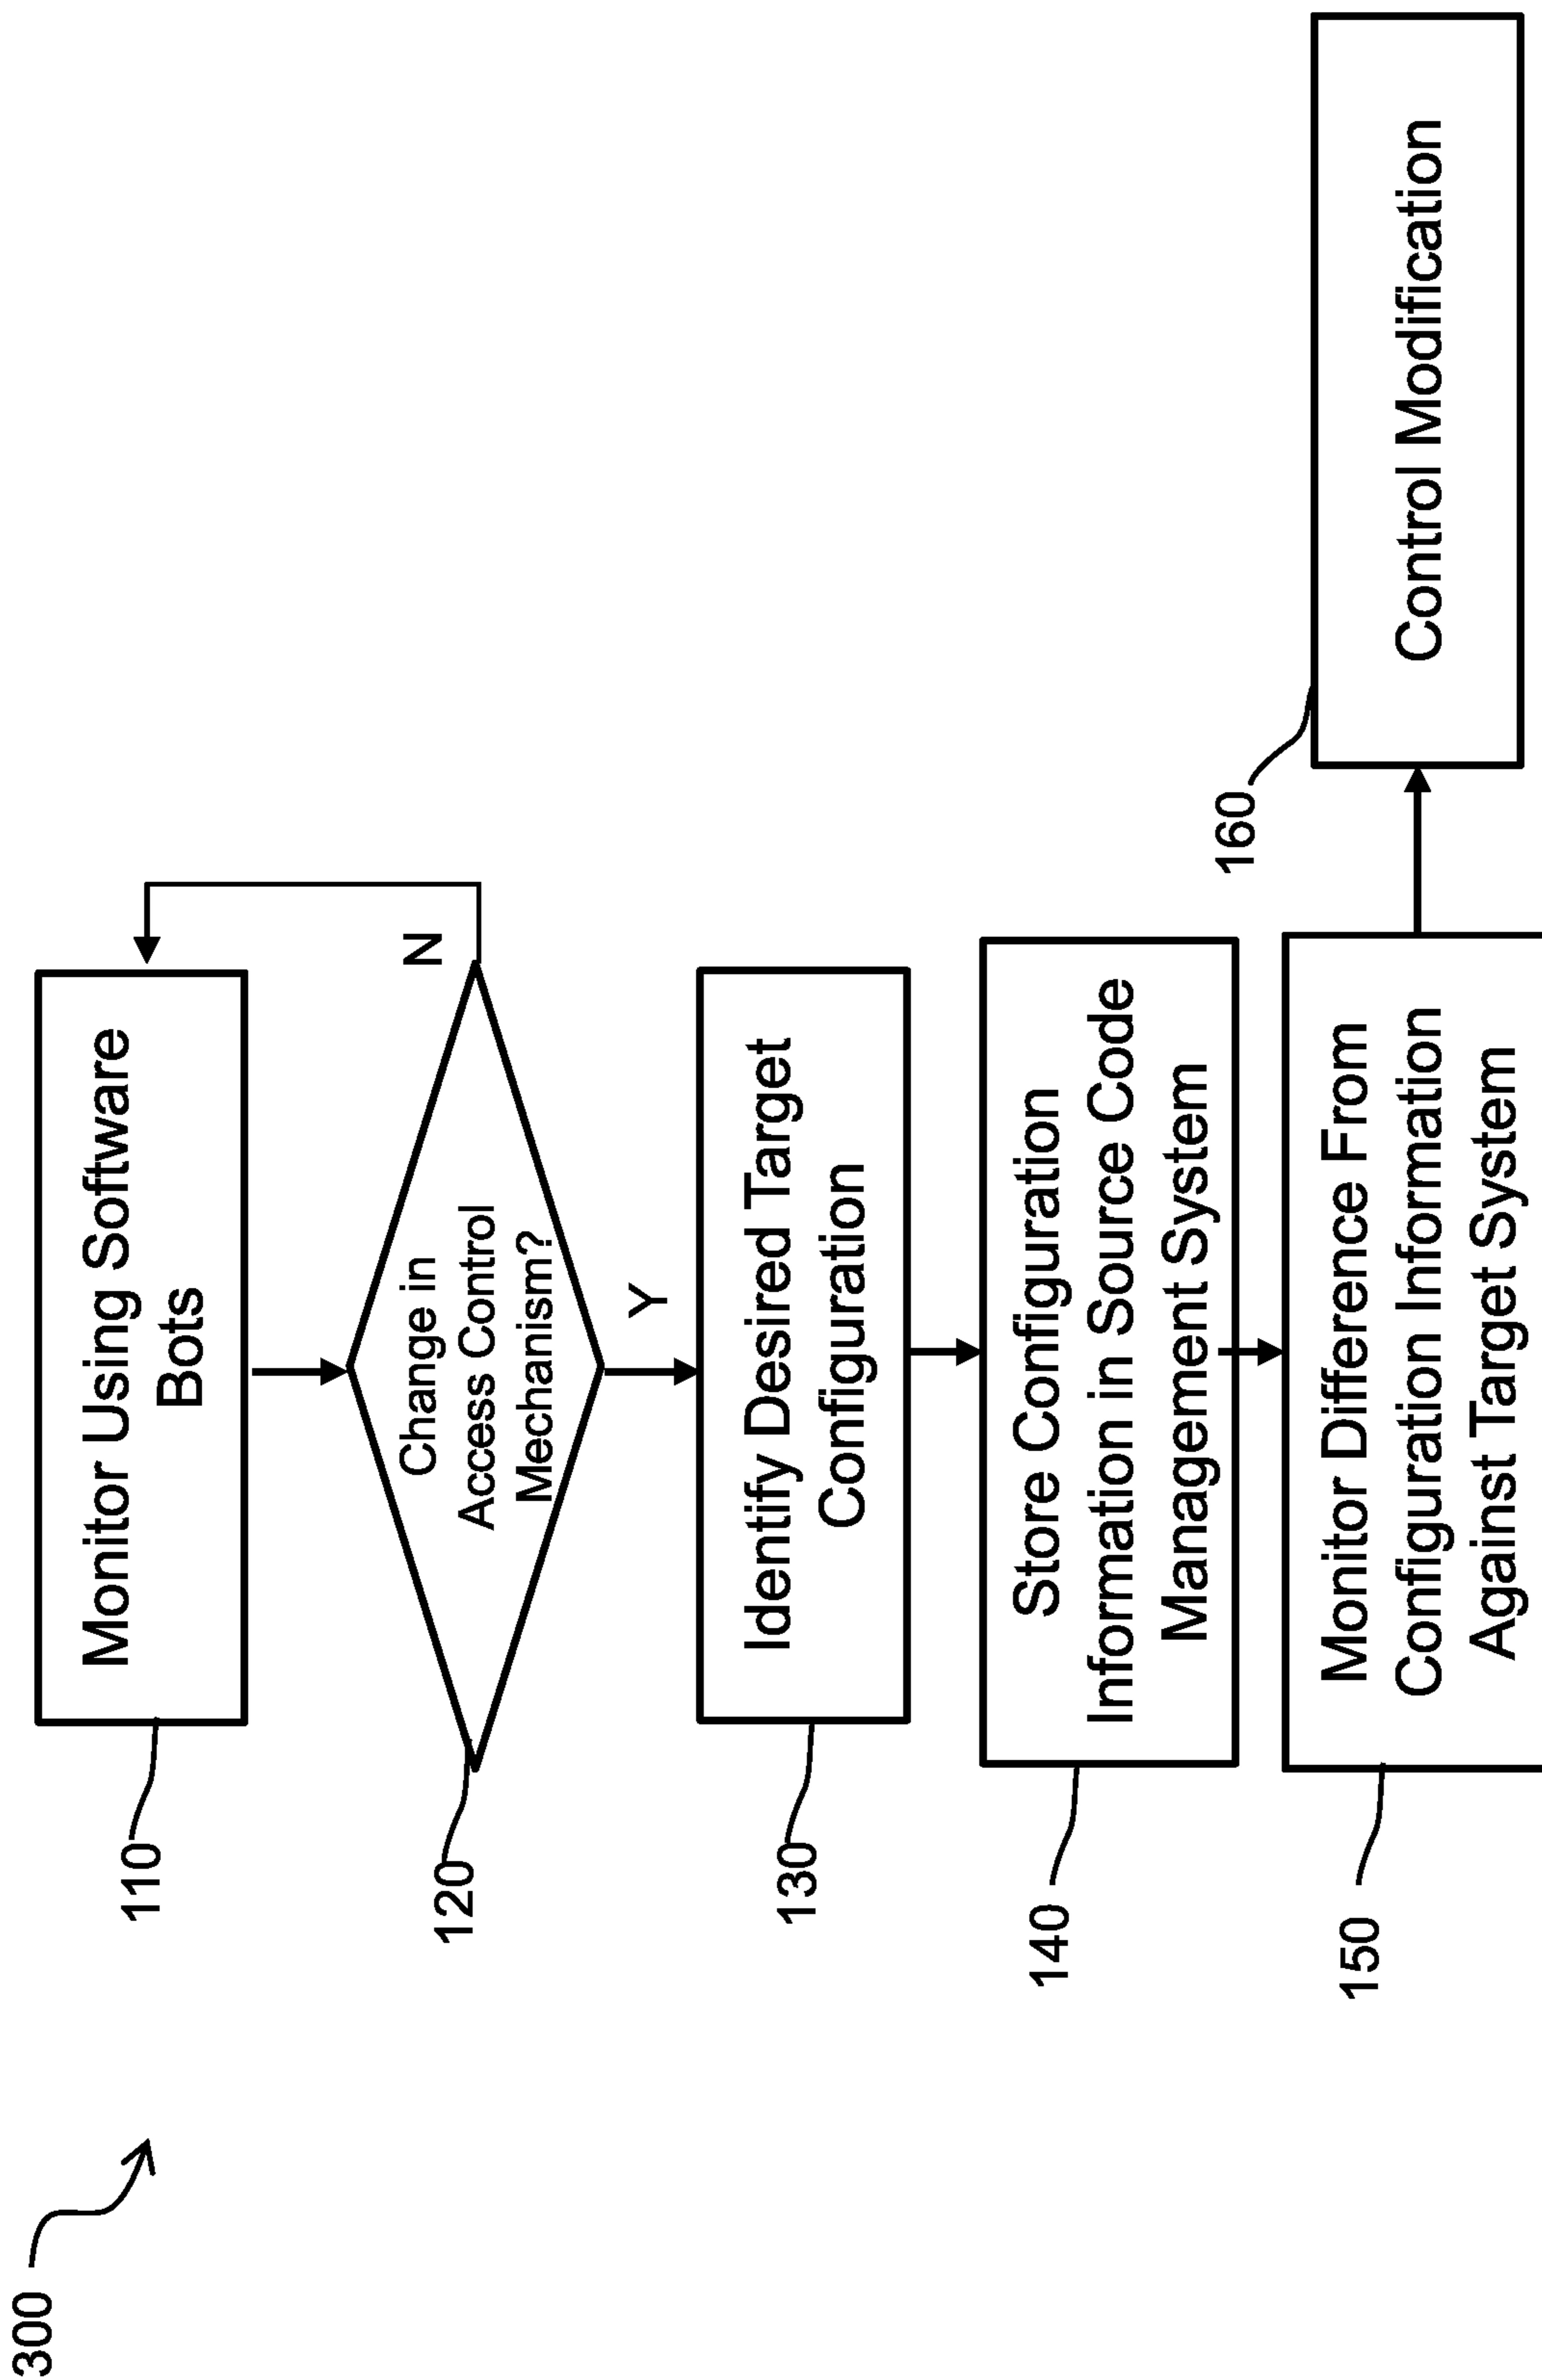 300
110
Monitor Using Software
Bots
120
Change in
Access Control
Mechanism?
N
Y
130
Identify Desired Target
Configuration
140
Store Configuration
Information in Source Code
Management System
150
Monitor Difference From
Configuration Information
Against Target System
160
Control Modification